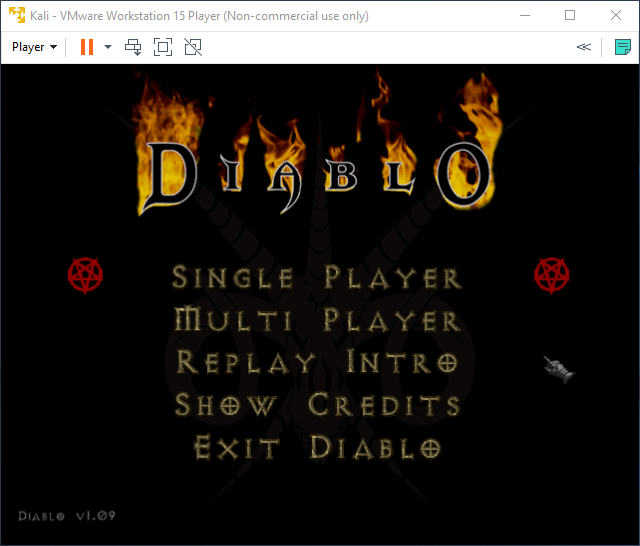 Kali - VMware Workstation 15 Player (Non-commercial use only)
Player
<<
DIABLO
SINGLE PLAYER
MULTI PLAYER
REPLAY INTRO
SHOW CREDITS
EXIT DIABLO
DIABLO V1.09